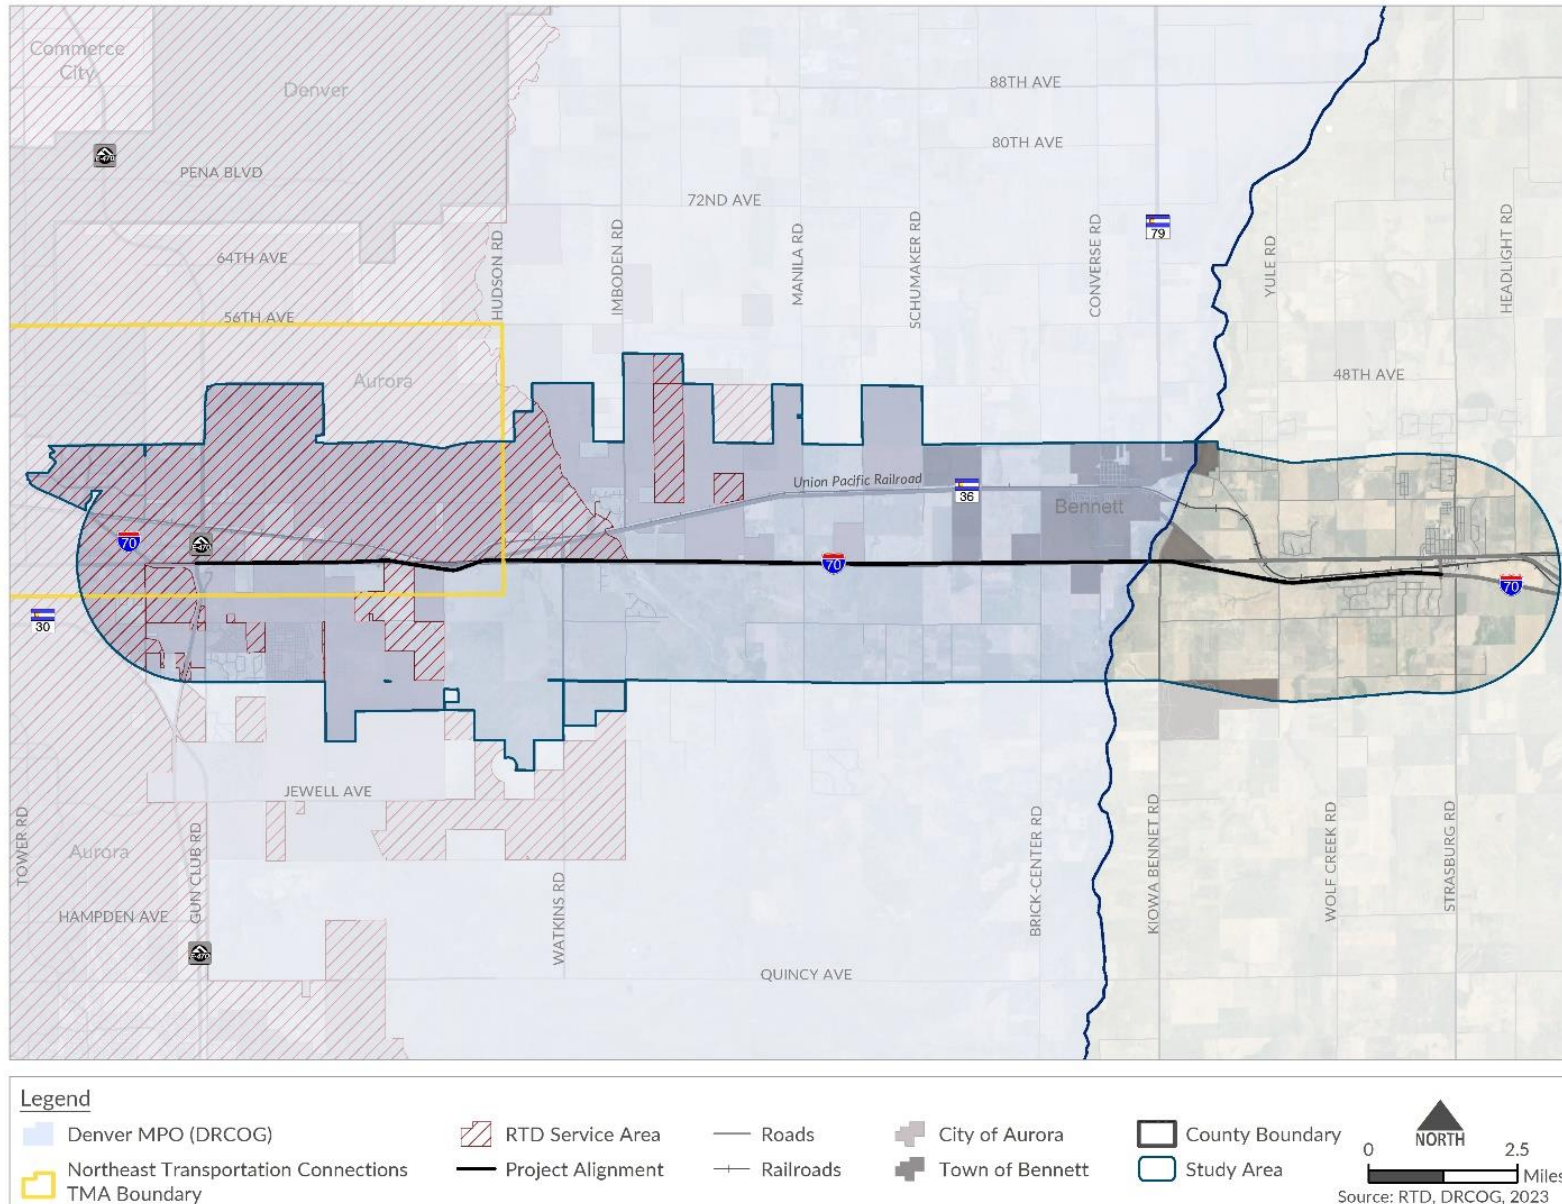 Commerce
City
Denver
88TH AVE
80TH AVE
E-470
PENA BLVD
72ND AVE
79
HUDSON RD
IMBODEN RD
MANILA RD
SCHUMAKER RD
CONVERSE RD
YULE RD
HEADLIGHT RD
64TH AVE
56TH AVE
Aurora
48TH AVE
Union Pacific Railroad
36
Bennett
70
E-470
70
70
30
JEWELL AVE
TOWER RD
Aurora
GUN CLUB RD
HAMPDEN AVE
WATKINS RD
BRICK-CENTER RD
KIOWA BENNET RD
WOLF CREEK RD
STRASBURG RD
E-470
QUINCY AVE
Legend
Denver MPO (DRCOG)
Northeast Transportation Connections
TMA Boundary
RTD Service Area
Project Alignment
Roads
Railroads
City of Aurora
Town of Bennett
County Boundary
Study Area
NORTH
0 2.5
Miles
Source: RTD, DRCOG, 2023